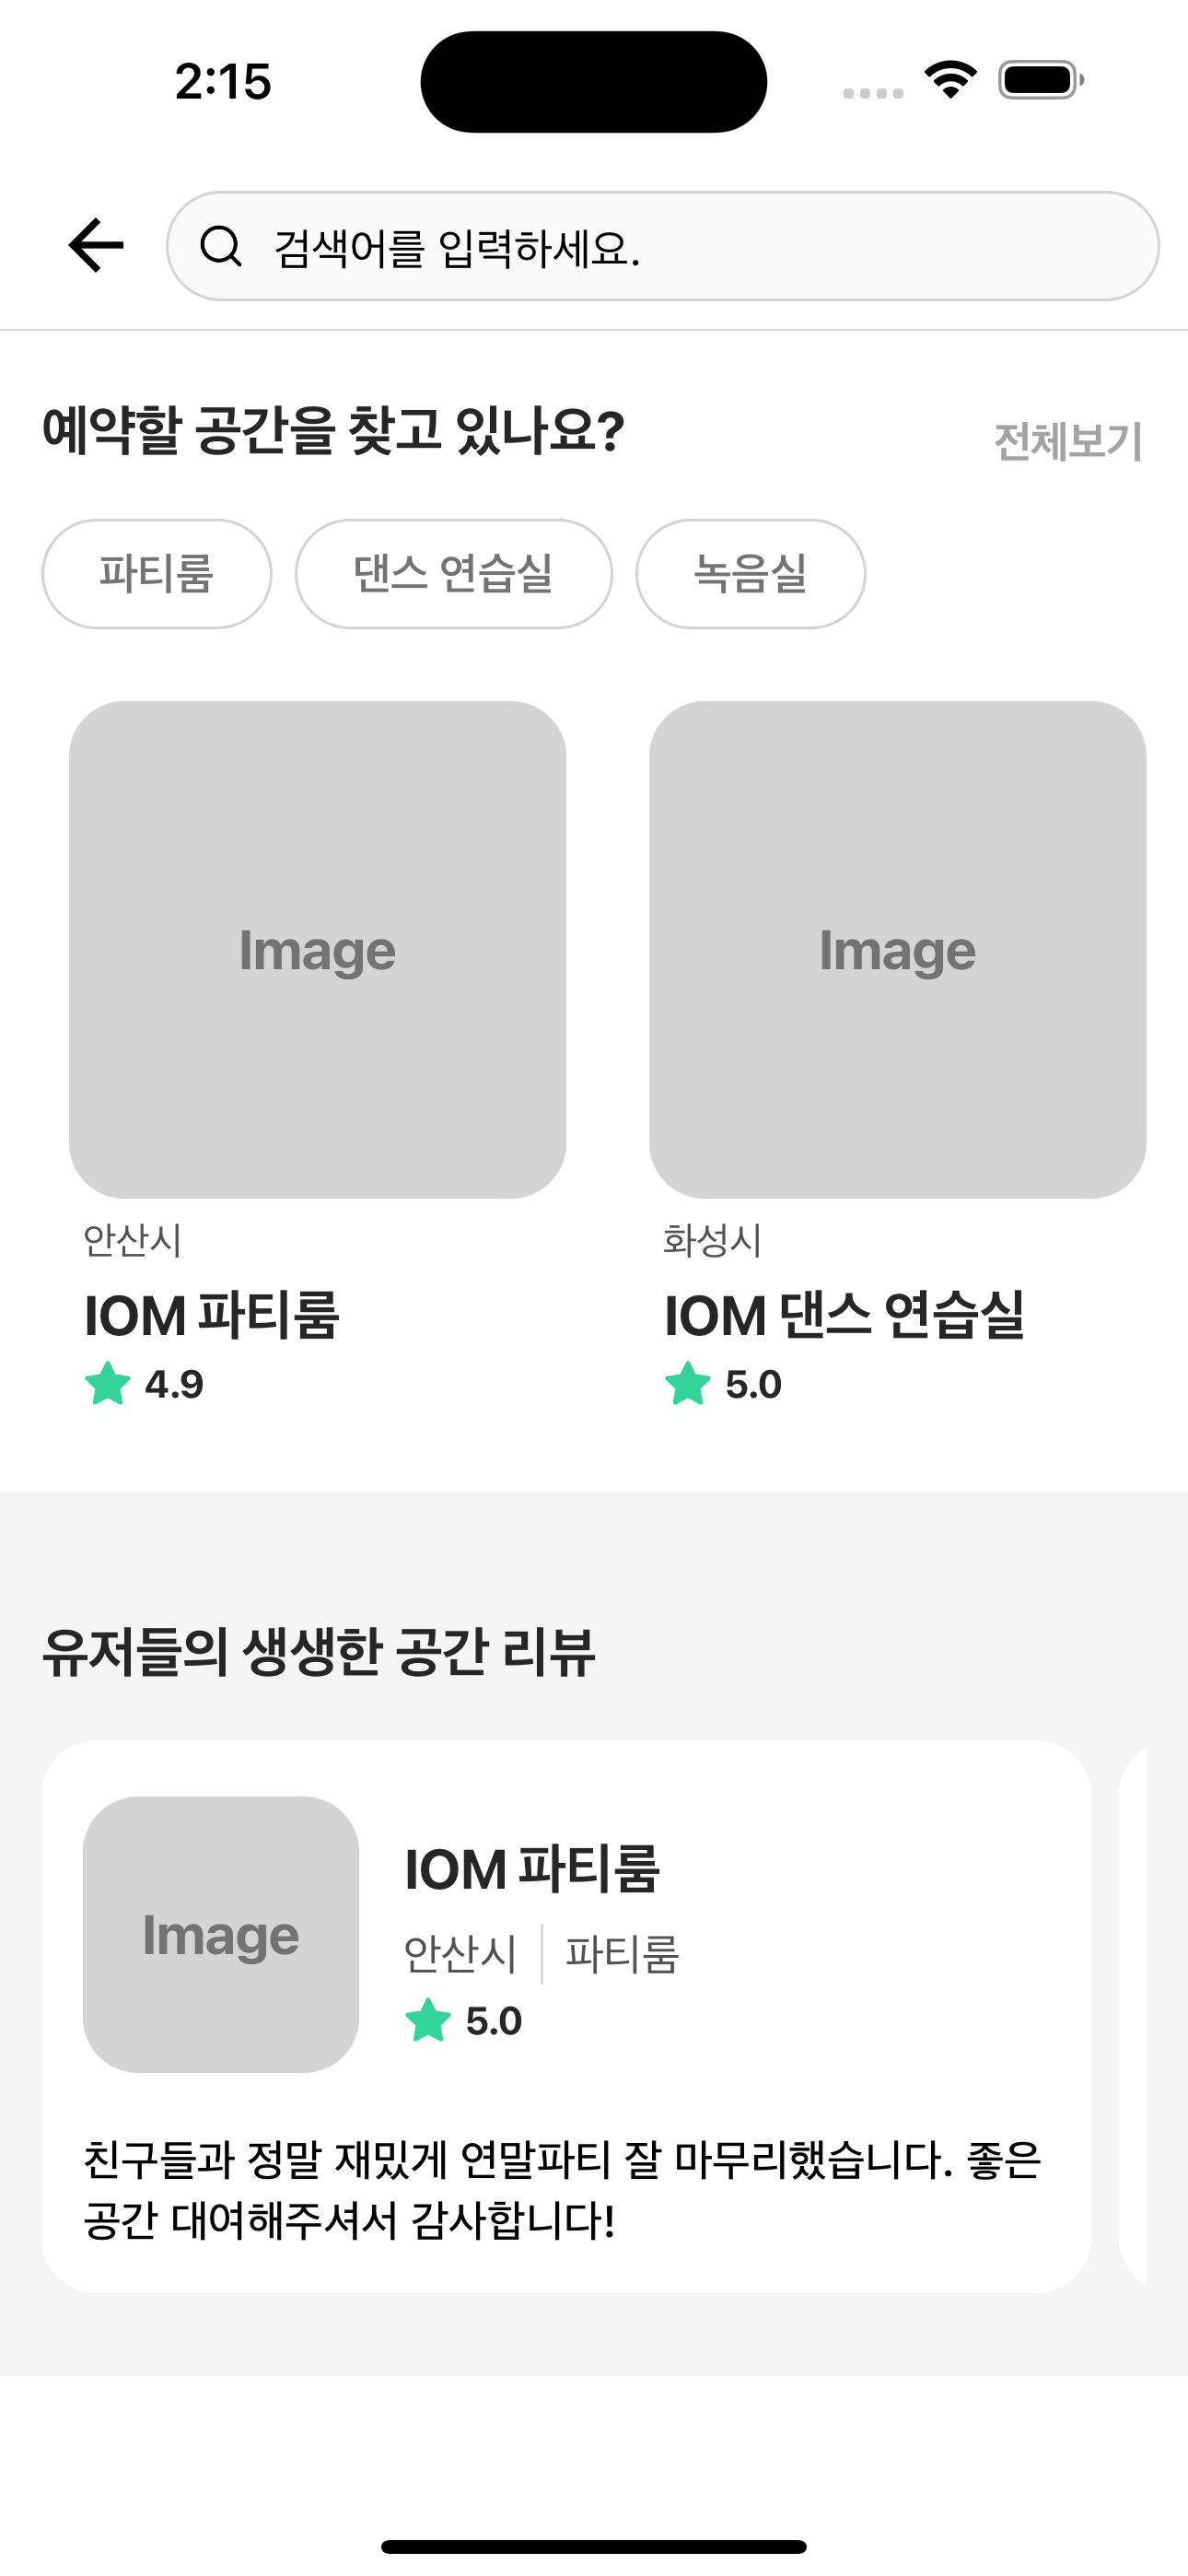 2:15
검색어를 입력하세요.
예약할 공간을 찾고 있나요?
전체보기
파티룸
댄스 연습실
녹음실
Image
Image
안산시
화성시
IOM 파티룸
IOM 댄스 연습실
4.9
5.0
유저들의 생생한 공간 리뷰
Image
IOM 파티룸
안산시
파티룸
5.0
친구들과 정말 재밌게 연말파티 잘 마무리했습니다. 좋은
공간 대여해주셔서 감사합니다!